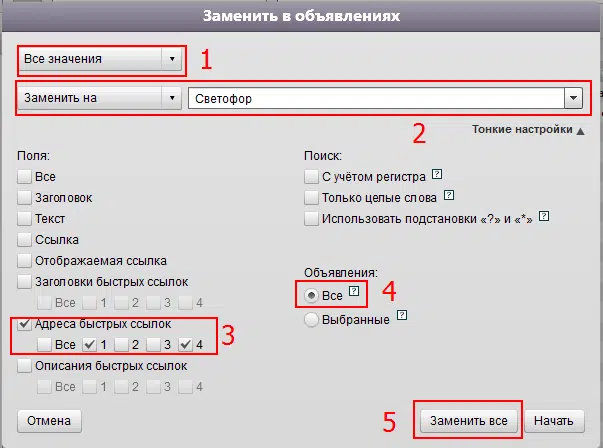 Заменить в объявлениях
Все значения 1
Заменить на Светофор
2
Тонкие настройки
Поля: Поиск:
Все С учётом регистра ?
Заголовок Только целые слова ?
Текст Использовать подстановки «?» и «*» ?
Ссылка
Отображаемая ссылка
Заголовки быстрых ссылок Объявления:
Все 1 2 3 4 Все ? 4
Адреса быстрых ссылок Выбранные ?
Все 1 2 3 4 3
Описания быстрых ссылок
Все 1 2 3 4
Отмена 5 Заменить все Начать